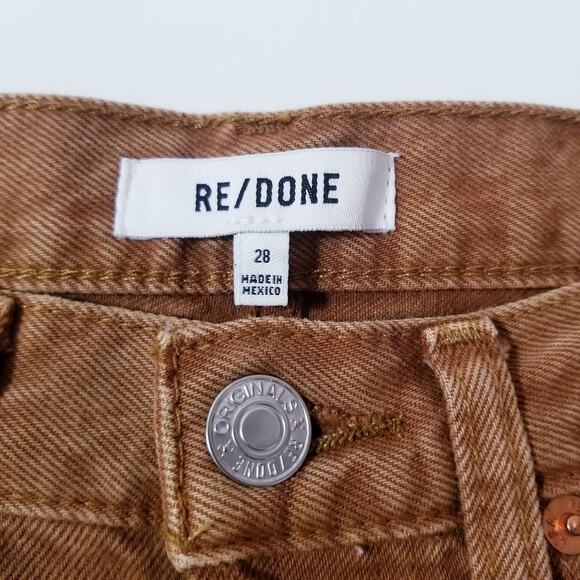 RE/DONE
28
MADE IN
MEXICO
ORIGINALS
RE/DONE